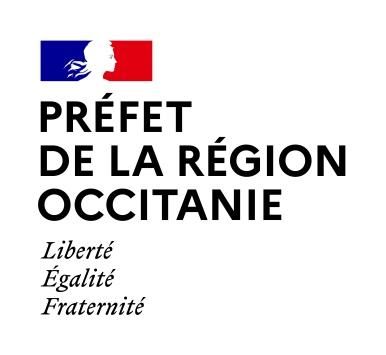 PRÉFET
DE LA RÉGION
OCCITANIE
Liberté
Égalité
Fraternité